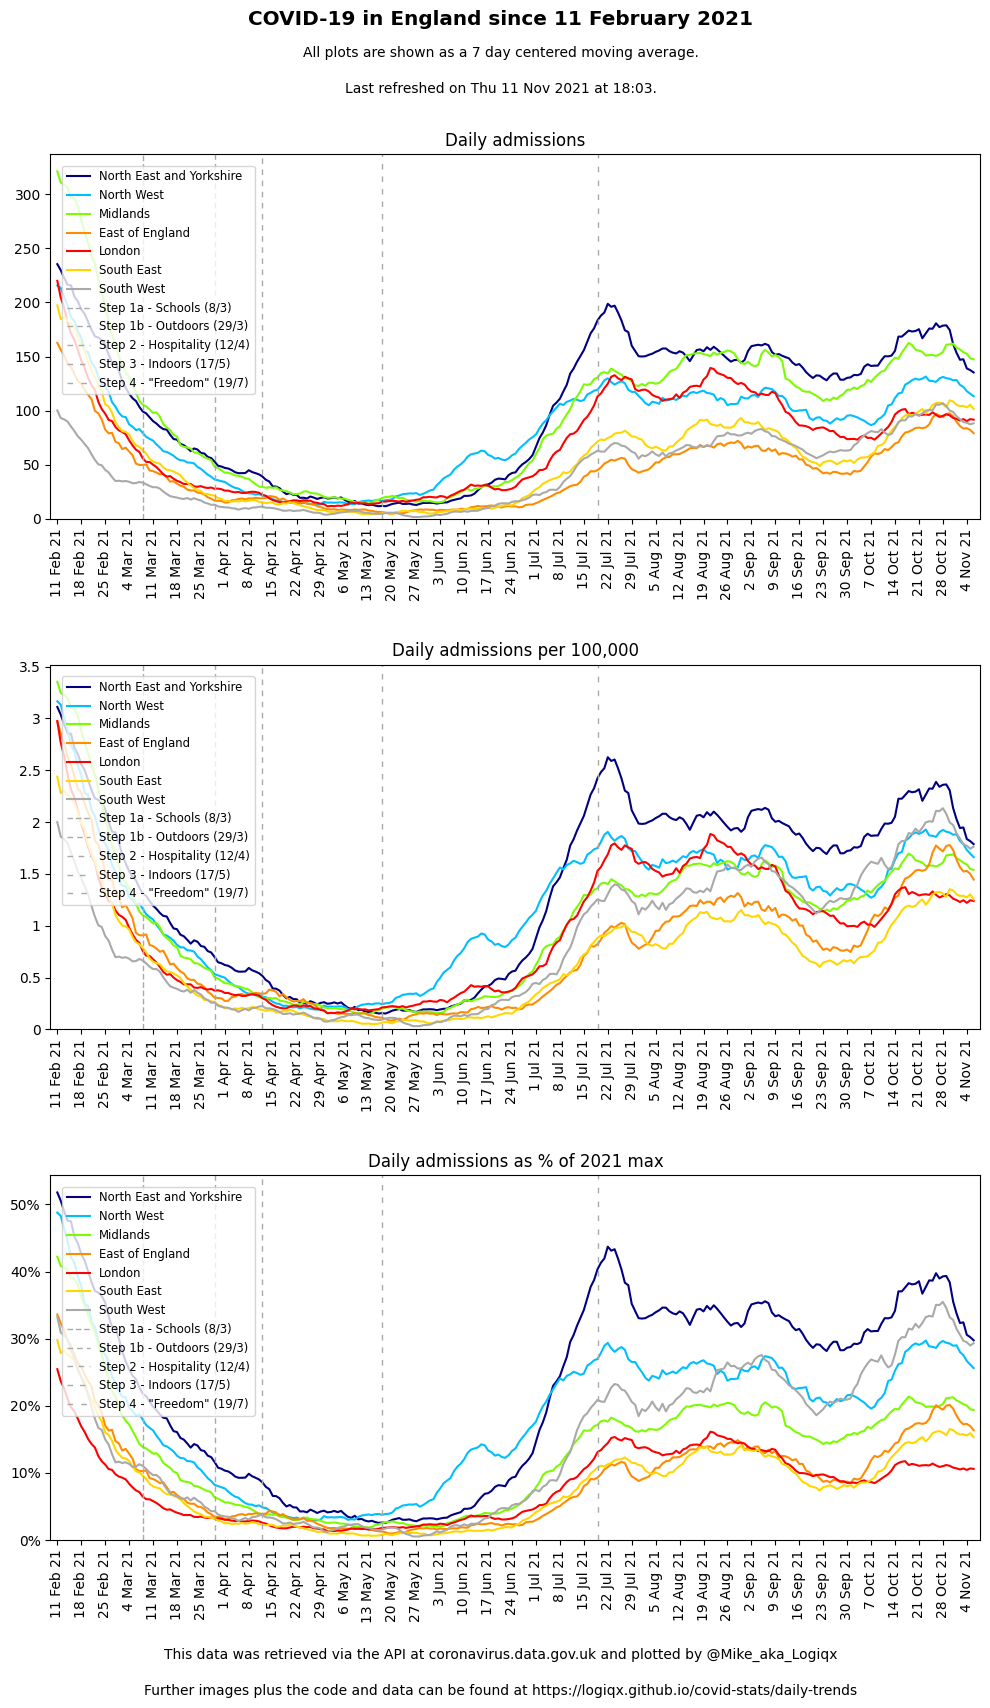 COVID-19 in England since 11 February 2021
All plots are shown as a 7 day centered moving average.
Last refreshed on Thu 11 Nov 2021 at 18:03.
Daily admissions
North East and Yorkshire
North West
Midlands
East of England
London
South East
South West
Step 1a - Schools (8/3)
Step 1b - Outdoors (29/3)
Step 2 - Hospitality (12/4)
Step 3 - Indoors (17/5)
Step 4 - "Freedom" (19/7)
300
250
200
150
100
50
0
11 Feb 21 18 Feb 21 25 Feb 21 4 Mar 21 11 Mar 21 18 Mar 21 25 Mar 21 1 Apr 21 8 Apr 21 15 Apr 21 22 Apr 21 29 Apr 21 6 May 21 13 May 21 20 May 21 27 May 21 3 Jun 21 10 Jun 21 17 Jun 21 24 Jun 21 1 Jul 21 8 Jul 21 15 Jul 21 22 Jul 21 29 Jul 21 5 Aug 21 12 Aug 21 19 Aug 21 26 Aug 21 2 Sep 21 9 Sep 21 16 Sep 21 23 Sep 21 30 Sep 21 7 Oct 21 14 Oct 21 21 Oct 21 28 Oct 21 4 Nov 21
Daily admissions per 100,000
North East and Yorkshire
North West
Midlands
East of England
London
South East
South West
Step 1a - Schools (8/3)
Step 1b - Outdoors (29/3)
Step 2 - Hospitality (12/4)
Step 3 - Indoors (17/5)
Step 4 - "Freedom" (19/7)
3.5
3
2.5
2
1.5
1
0.5
0
11 Feb 21 18 Feb 21 25 Feb 21 4 Mar 21 11 Mar 21 18 Mar 21 25 Mar 21 1 Apr 21 8 Apr 21 15 Apr 21 22 Apr 21 29 Apr 21 6 May 21 13 May 21 20 May 21 27 May 21 3 Jun 21 10 Jun 21 17 Jun 21 24 Jun 21 1 Jul 21 8 Jul 21 15 Jul 21 22 Jul 21 29 Jul 21 5 Aug 21 12 Aug 21 19 Aug 21 26 Aug 21 2 Sep 21 9 Sep 21 16 Sep 21 23 Sep 21 30 Sep 21 7 Oct 21 14 Oct 21 21 Oct 21 28 Oct 21 4 Nov 21
Daily admissions as % of 2021 max
North East and Yorkshire
North West
Midlands
East of England
London
South East
South West
Step 1a - Schools (8/3)
Step 1b - Outdoors (29/3)
Step 2 - Hospitality (12/4)
Step 3 - Indoors (17/5)
Step 4 - "Freedom" (19/7)
50%
40%
30%
20%
10%
0%
11 Feb 21 18 Feb 21 25 Feb 21 4 Mar 21 11 Mar 21 18 Mar 21 25 Mar 21 1 Apr 21 8 Apr 21 15 Apr 21 22 Apr 21 29 Apr 21 6 May 21 13 May 21 20 May 21 27 May 21 3 Jun 21 10 Jun 21 17 Jun 21 24 Jun 21 1 Jul 21 8 Jul 21 15 Jul 21 22 Jul 21 29 Jul 21 5 Aug 21 12 Aug 21 19 Aug 21 26 Aug 21 2 Sep 21 9 Sep 21 16 Sep 21 23 Sep 21 30 Sep 21 7 Oct 21 14 Oct 21 21 Oct 21 28 Oct 21 4 Nov 21
This data was retrieved via the API at coronavirus.data.gov.uk and plotted by @Mike_aka_Logiqx
Further images plus the code and data can be found at https://logiqx.github.io/covid-stats/daily-trends